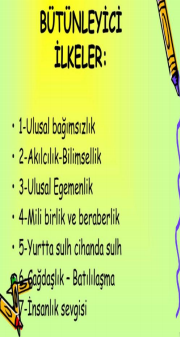 BÜTÜNLEYİCİ
İLKELER:
• 1-Ulusal bağımsızlık
• 2-Akılcılık-Bilimsellik
• 3-Ulusal Egemenlik
• 4-Mili birlik ve beraberlik
• 5-Yurtta sulh cihanda sulh
• 6-Çağdaşlık – Batılılaşma
• 7-İnsanlık sevgisi